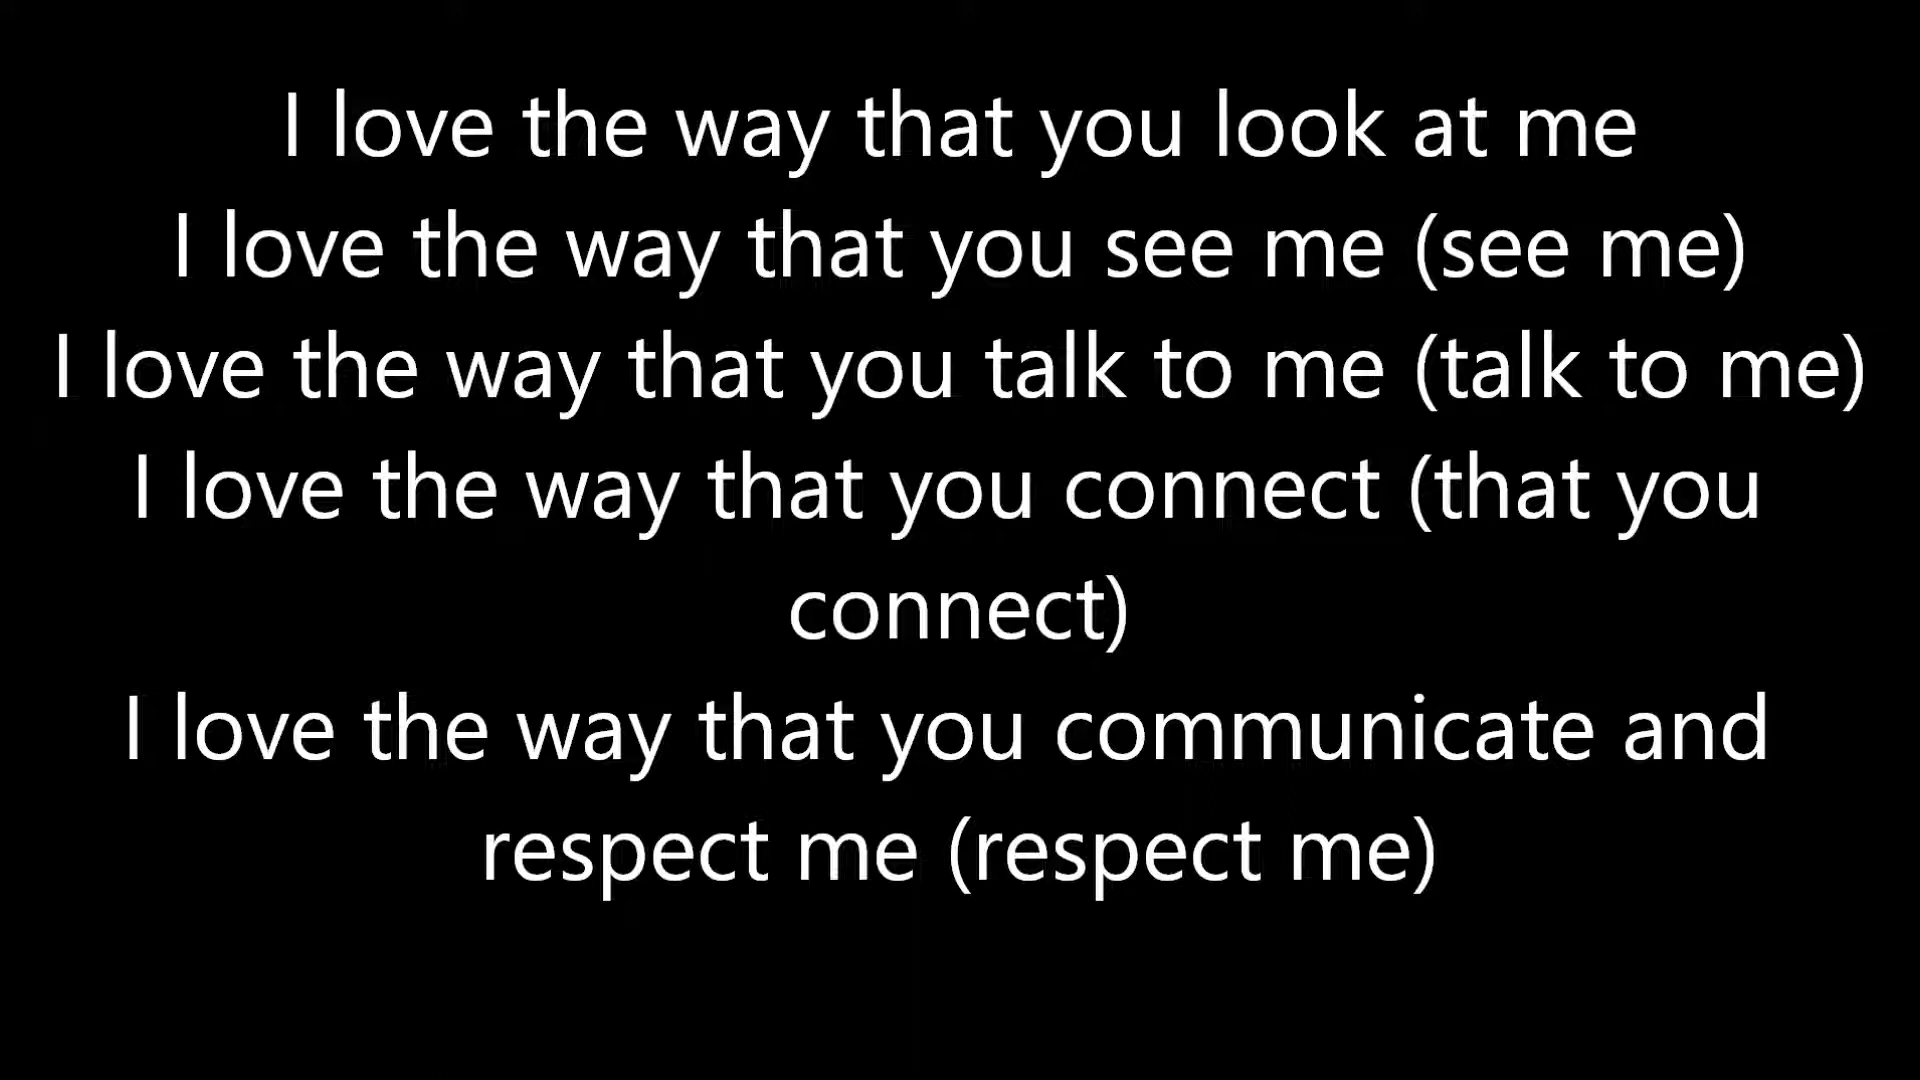 I love the way that you look at me
I love the way that you see me (see me)
I love the way that you talk to me (talk to me)
I love the way that you connect (that you
connect)
I love the way that you communicate and
respect me (respect me)